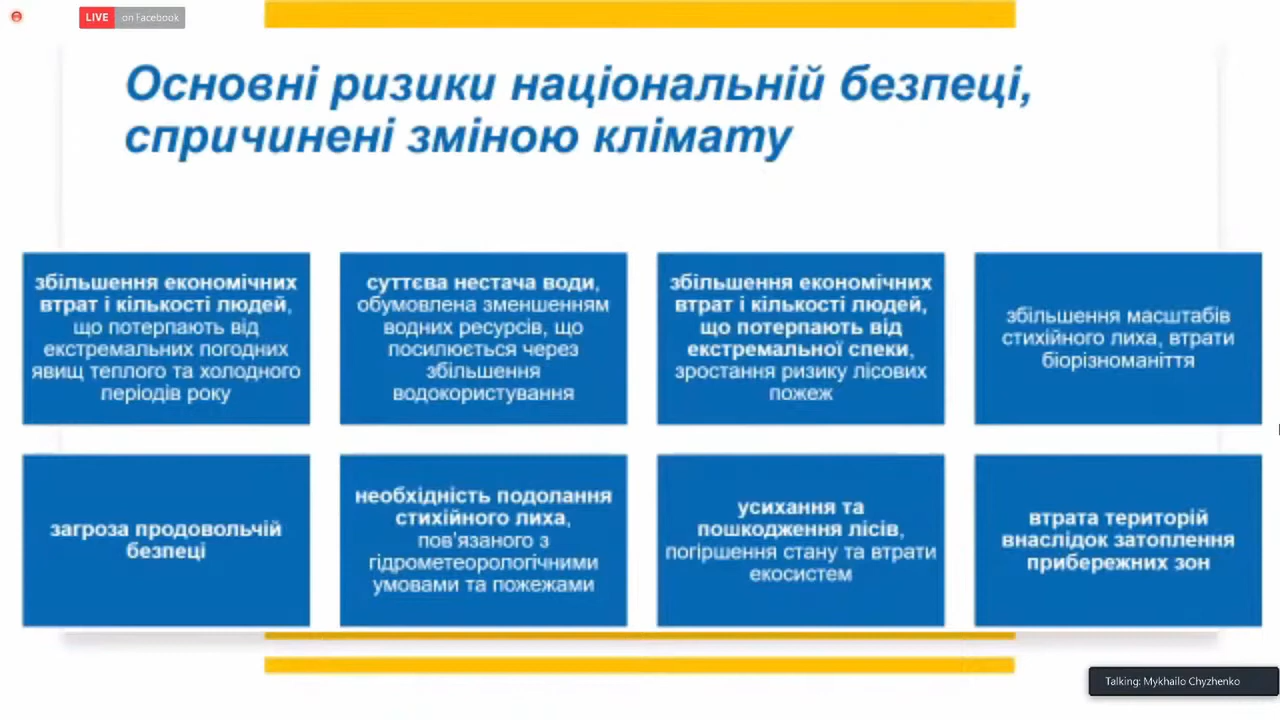 LIVE on Facebook
Основні ризики національній безпеці,
спричинені зміною клімату
збільшення економічних
втрат і кількості людей,
що потерпають від
екстремальних погодних
явищ теплого та холодного
періодів року
суттєва нестача води,
обумовлена зменшенням
водних ресурсів, що
посилюється через
збільшення
водокористування
збільшення економічних
втрат і кількості людей,
що потерпають від
екстремальної спеки,
зростання ризику лісових
пожеж
збільшення масштабів
стихійного лиха, втрати
біорізноманіття
загроза продовольчій
безпеці
необхідність подолання
стихійного лиха,
пов'язаного з
гідрометеорологічними
умовами та пожежами
усихання та
пошкодження лісів,
погіршення стану та втрати
екосистем
втрата територій
внаслідок затоплення
прибережних зон
Talking: Mykhailo Chyzhenko